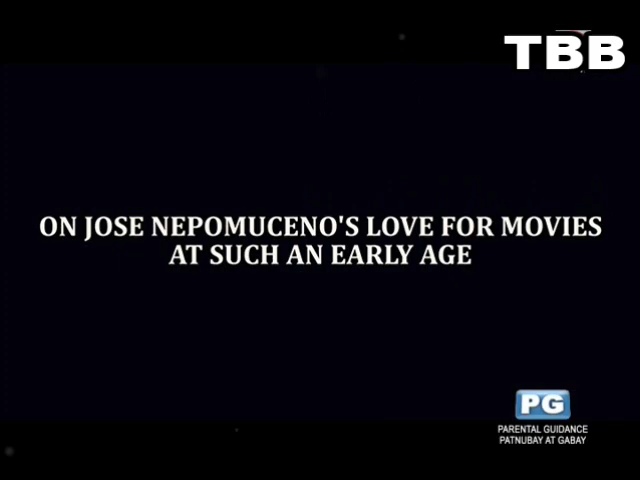 TBB
ON JOSE NEPOMUCENO'S LOVE FOR MOVIES
AT SUCH AN EARLY AGE
PG
PARENTAL GUIDANCE
PATNUBAY AT GABAY